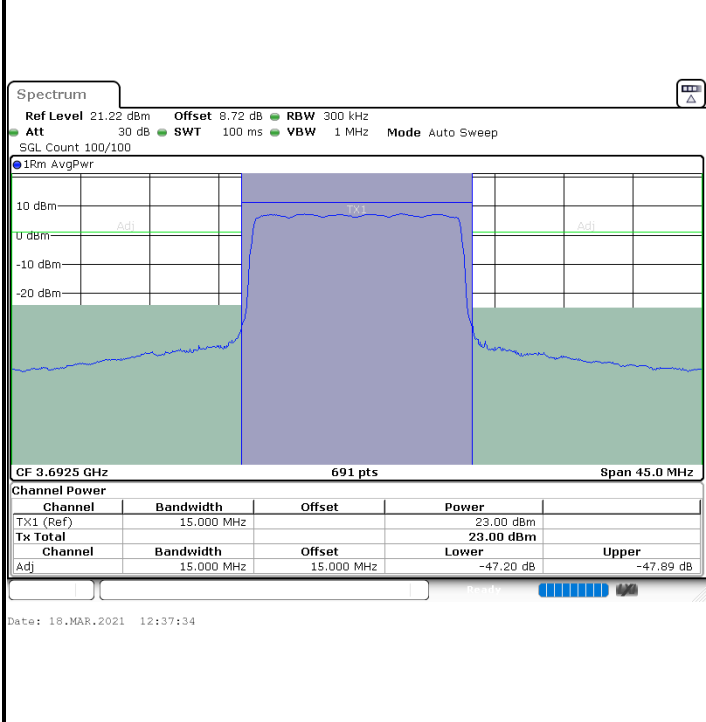 Spectrum
Ref Level 21.22 dBm Offset 8.72 dB RBW 300 kHz
Att 30 dB SWT 100 ms VBW 1 MHz Mode Auto Sweep
SGL Count 100/100
1Rm AvgPwr
TX1
10 dBm
Adj Adj
0 dBm
-10 dBm
-20 dBm
CF 3.6925 GHz 691 pts Span 45.0 MHz
Channel Power
Channel Bandwidth Offset Power
TX1 (Ref) 15.000 MHz 23.00 dBm
Tx Total 23.00 dBm
Channel Bandwidth Offset Lower Upper
Adj 15.000 MHz 15.000 MHz -47.20 dB -47.89 dB
Ready
Date: 18.MAR.2021 12:37:34